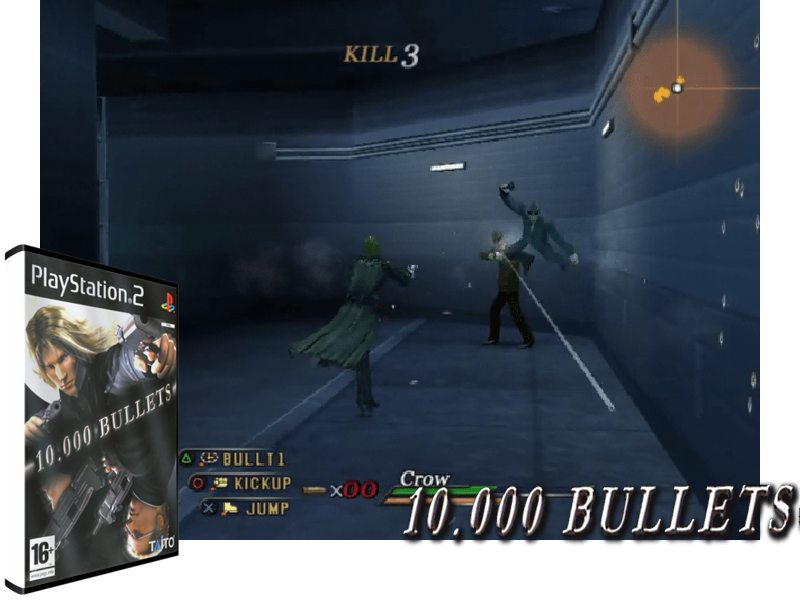 KILL 3
PlayStation®2
10.000 BULLETS
BULLT1
KICKUP
x00
JUMP
Crow
10.000 BULLETS
16+
TAITO